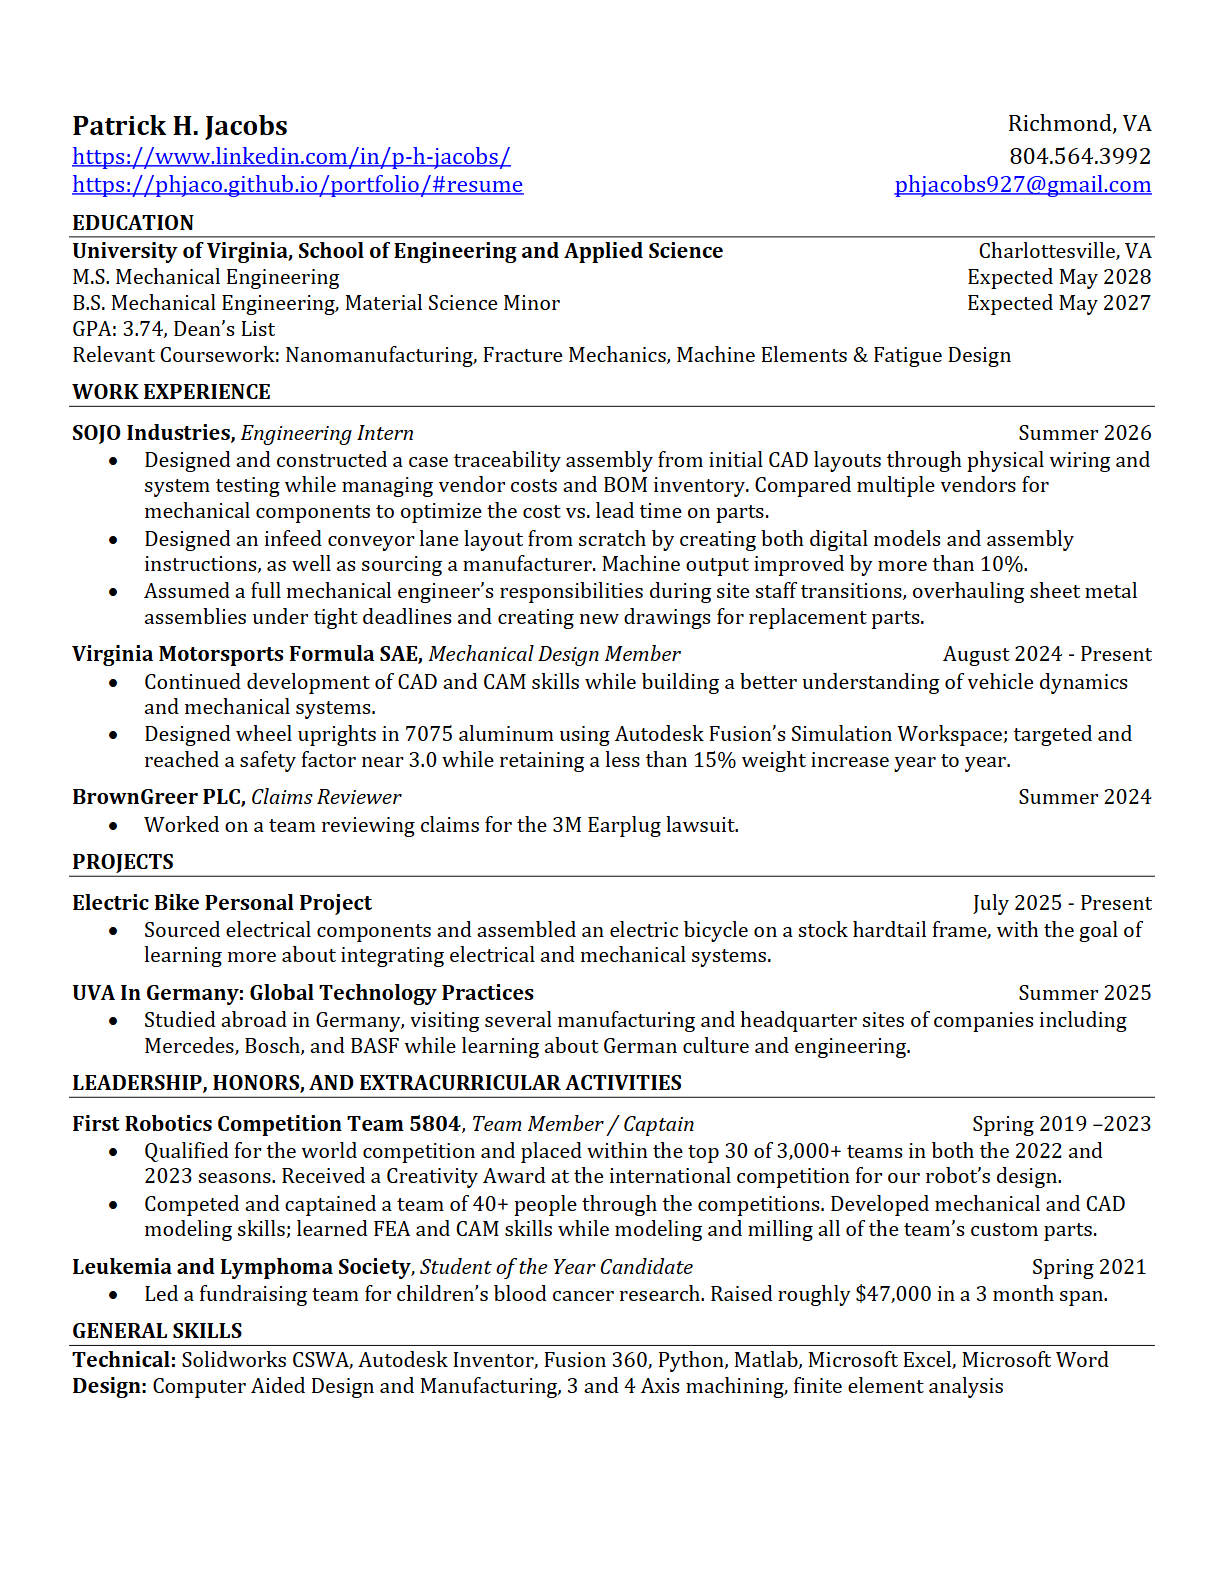 Patrick H. Jacobs Richmond, VA
https://www.linkedin.com/in/p-h-jacobs/ 804.564.3992
https://phjaco.github.io/portfolio/#resume phjacobs927@gmail.com
EDUCATION
University of Virginia, School of Engineering and Applied Science Charlottesville, VA
M.S. Mechanical Engineering Expected May 2028
B.S. Mechanical Engineering, Material Science Minor Expected May 2027
GPA: 3.74, Dean’s List
Relevant Coursework: Nanomanufacturing, Fracture Mechanics, Machine Elements & Fatigue Design
WORK EXPERIENCE
SOJO Industries, Engineering Intern Summer 2026
• Designed and constructed a case traceability assembly from initial CAD layouts through physical wiring and
system testing while managing vendor costs and BOM inventory. Compared multiple vendors for
mechanical components to optimize the cost vs. lead time on parts.
• Designed an infeed conveyor lane layout from scratch by creating both digital models and assembly
instructions, as well as sourcing a manufacturer. Machine output improved by more than 10%.
• Assumed a full mechanical engineer’s responsibilities during site staff transitions, overhauling sheet metal
assemblies under tight deadlines and creating new drawings for replacement parts.
Virginia Motorsports Formula SAE, Mechanical Design Member August 2024 - Present
• Continued development of CAD and CAM skills while building a better understanding of vehicle dynamics
and mechanical systems.
• Designed wheel uprights in 7075 aluminum using Autodesk Fusion’s Simulation Workspace; targeted and
reached a safety factor near 3.0 while retaining a less than 15% weight increase year to year.
BrownGreer PLC, Claims Reviewer Summer 2024
• Worked on a team reviewing claims for the 3M Earplug lawsuit.
PROJECTS
Electric Bike Personal Project July 2025 - Present
• Sourced electrical components and assembled an electric bicycle on a stock hardtail frame, with the goal of
learning more about integrating electrical and mechanical systems.
UVA In Germany: Global Technology Practices Summer 2025
• Studied abroad in Germany, visiting several manufacturing and headquarter sites of companies including
Mercedes, Bosch, and BASF while learning about German culture and engineering.
LEADERSHIP, HONORS, AND EXTRACURRICULAR ACTIVITIES
First Robotics Competition Team 5804, Team Member / Captain Spring 2019 –2023
• Qualified for the world competition and placed within the top 30 of 3,000+ teams in both the 2022 and
2023 seasons. Received a Creativity Award at the international competition for our robot’s design.
• Competed and captained a team of 40+ people through the competitions. Developed mechanical and CAD
modeling skills; learned FEA and CAM skills while modeling and milling all of the team’s custom parts.
Leukemia and Lymphoma Society, Student of the Year Candidate Spring 2021
• Led a fundraising team for children’s blood cancer research. Raised roughly $47,000 in a 3 month span.
GENERAL SKILLS
Technical: Solidworks CSWA, Autodesk Inventor, Fusion 360, Python, Matlab, Microsoft Excel, Microsoft Word
Design: Computer Aided Design and Manufacturing, 3 and 4 Axis machining, finite element analysis